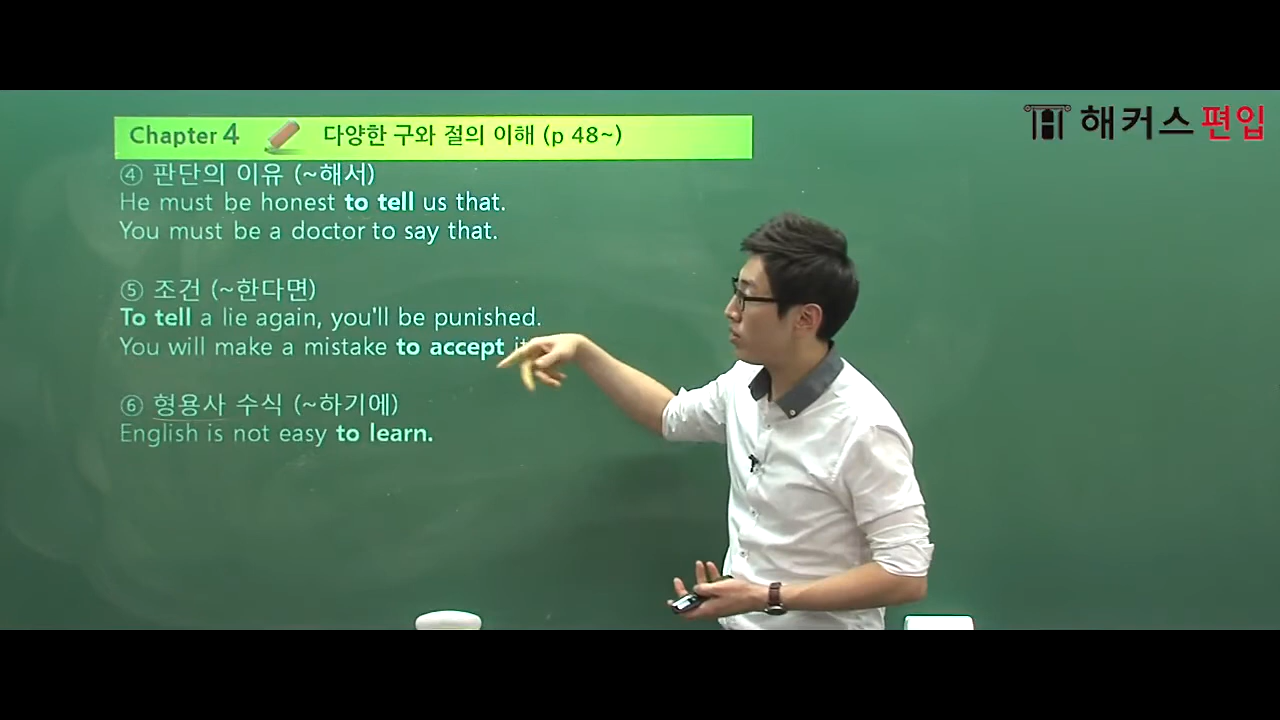 해커스편입
Chapter 4 다양한 구와 절의 이해 (p 48~)
④ 판단의 이유 (~해서)
He must be honest to tell us that.
You must be a doctor to say that.
⑤ 조건 (~한다면)
To tell a lie again, you'll be punished.
You will make a mistake to accept
⑥ 형용사 수식 (~하기에)
English is not easy to learn.